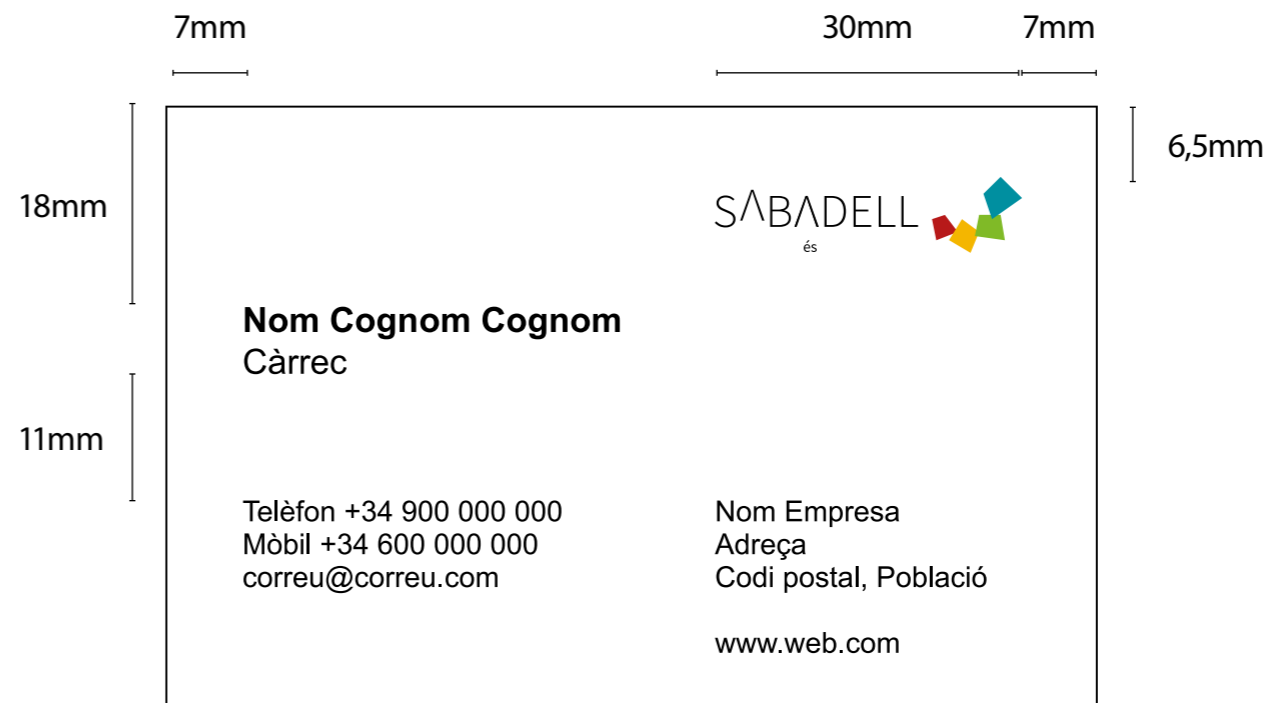 7mm 30mm 7mm
6,5mm
18mm
SABADELL
és
Nom Cognom Cognom
Càrrec
11mm
Telèfon +34 900 000 000
Mòbil +34 600 000 000
correu@correu.com
Nom Empresa
Adreça
Codi postal, Població
www.web.com